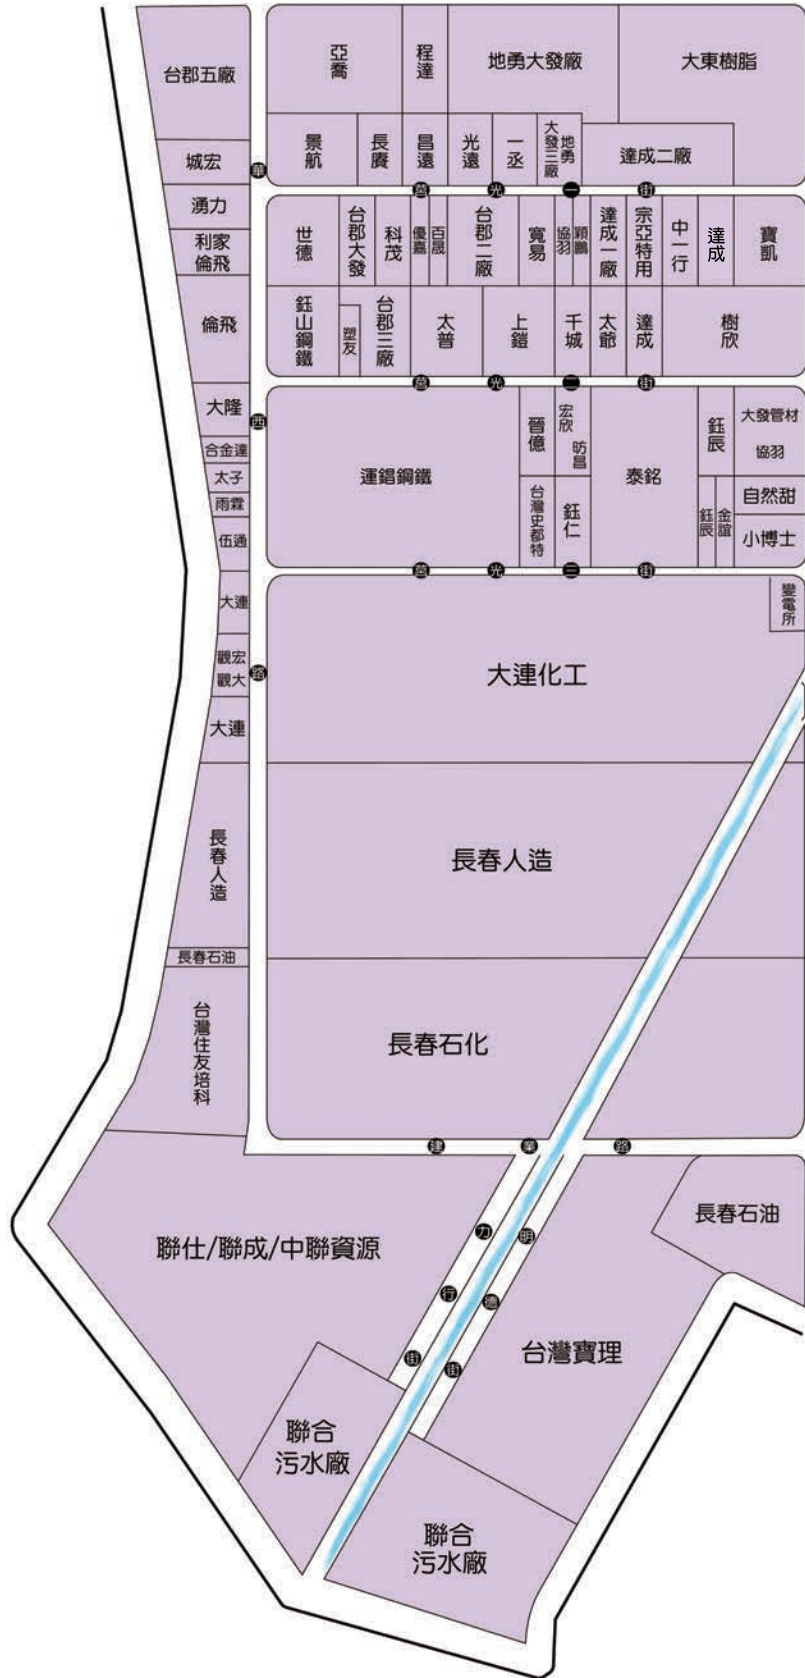 台郡五廠
亞喬
程達
地勇大發廠
大東樹脂
城宏
景航
長賡
昌遠
光遠
一丞
地勇
大發三廠
達成二廠
華
莒 光 一 街
湧力
利家
倫飛
世德
台郡大發
科茂
優嘉
百晟
台郡二廠
寬易
協羽
穎鵬
達成一廠
宗亞特用
中一行
達成
寶凱
倫飛
鈺山鋼鐵
塑友
台郡三廠
太普
上鎧
千城
太爺
達成
樹欣
莒 光 二 街
大隆
西
合金達
太子
雨霖
伍通
運錩鋼鐵
晉億
宏欣
昉昌
泰銘
鈺辰
大發管材
協羽
台灣史都特
鈺仁
鈺辰
金誼
自然甜
小博士
莒 光 三 街
大連
觀宏
觀大
路
大連化工
變電所
大連
長春人造
長春人造
長春石油
台灣住友培科
長春石化
建 業 路
聯仕/聯成/中聯資源
力行街
明德街
長春石油
台灣寶理
聯合
污水廠
聯合
污水廠